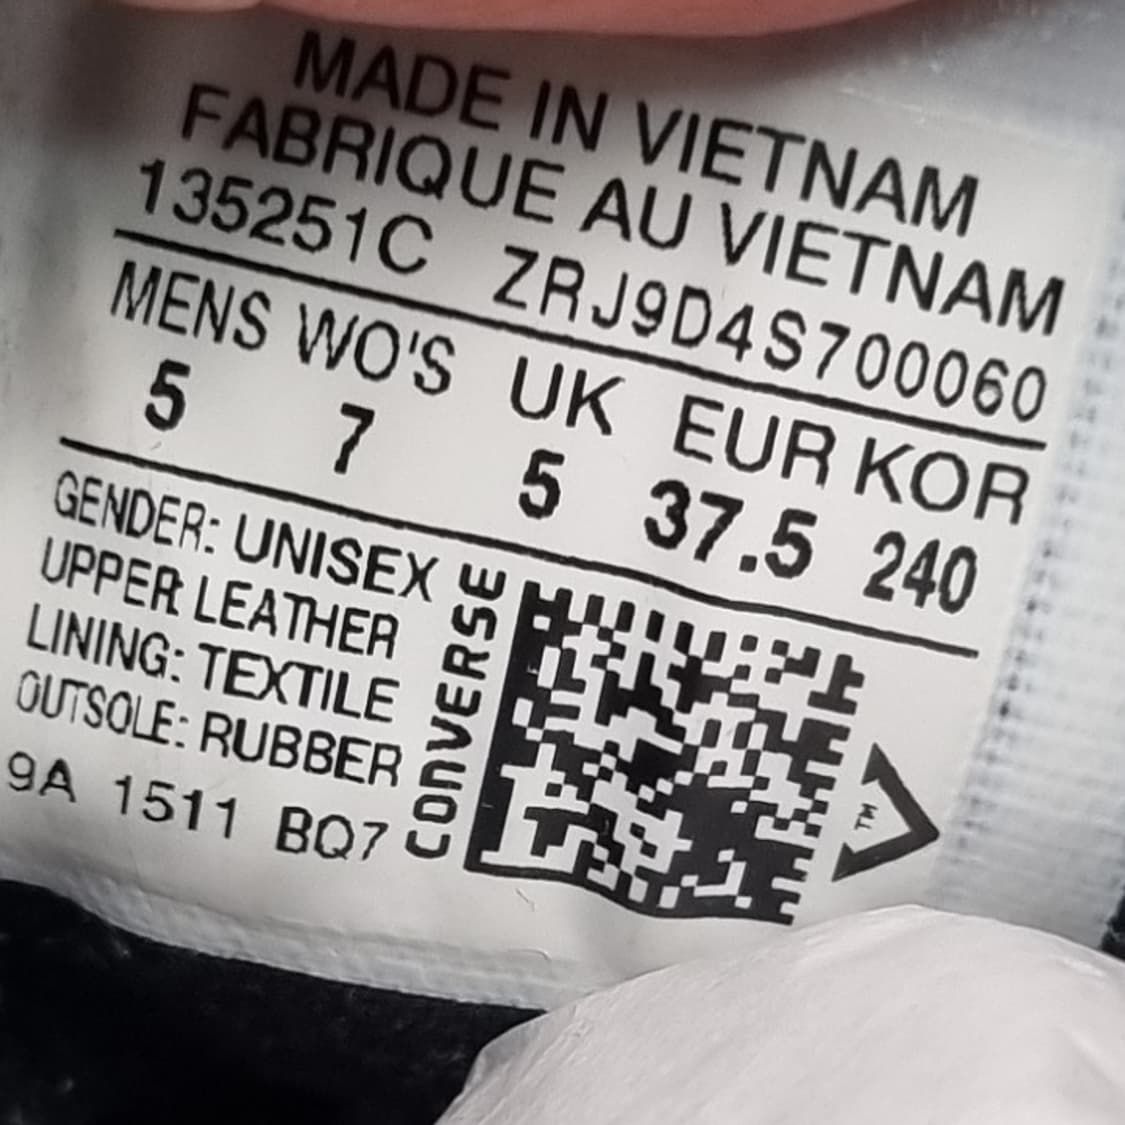 MADE IN VIETNAM
FABRIQUE AU VIETNAM
135251C ZRJ9D4S700060
MENS WO'S UK EUR KOR
5 7 5 37.5 240
GENDER: UNISEX
UPPER LEATHER
LINING: TEXTILE
OUTSOLE: RUBBER
9A 1511 BQ7
CONVERSE
TM